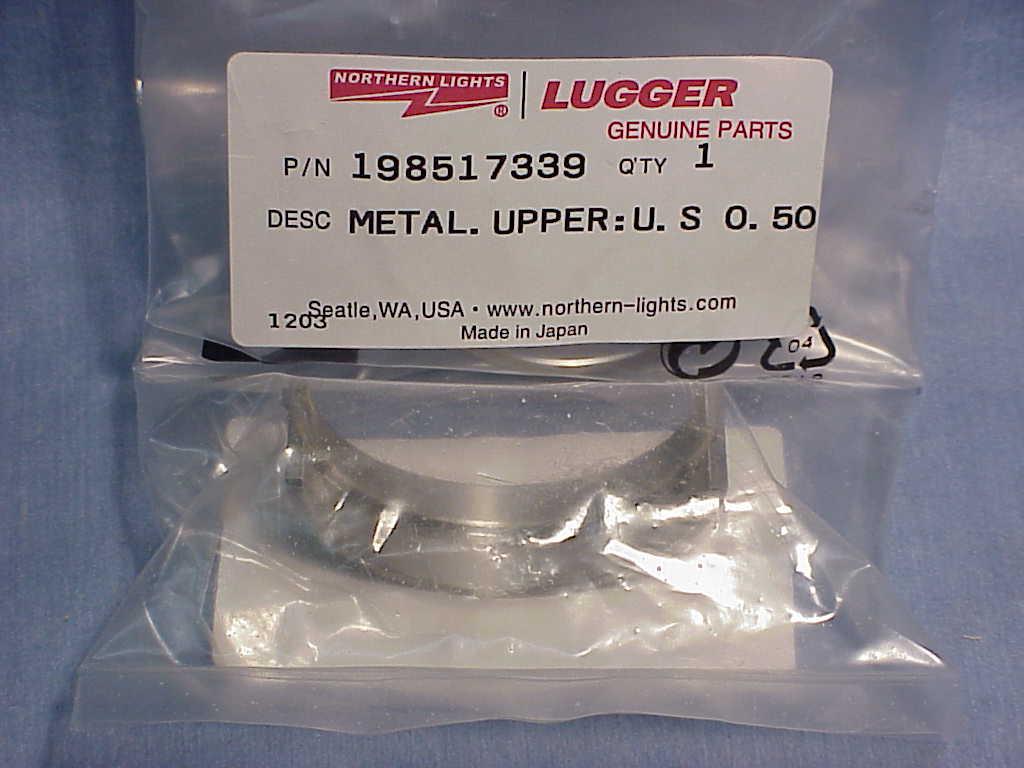 NORTHERN LIGHTS ® LUGGER
GENUINE PARTS
P/N 198517339 Q'TY 1
DESC METAL. UPPER:U. S 0. 50
Seatle,WA,USA • www.northern-lights.com
1203
Made in Japan
04